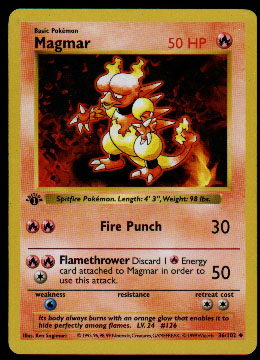 Basic Pokémon
Magmar 50 HP
Spitfire Pokémon. Length: 4' 3", Weight: 98 lbs.
Fire Punch 30
Flamethrower Discard 1 Energy
card attached to Magmar in order to
use this attack. 50
weakness resistance retreat cost
Its body always burns with an orange glow that enables it to
hide perfectly among flames. LV. 24 #126
Illus. Ken Sugimori 36/102